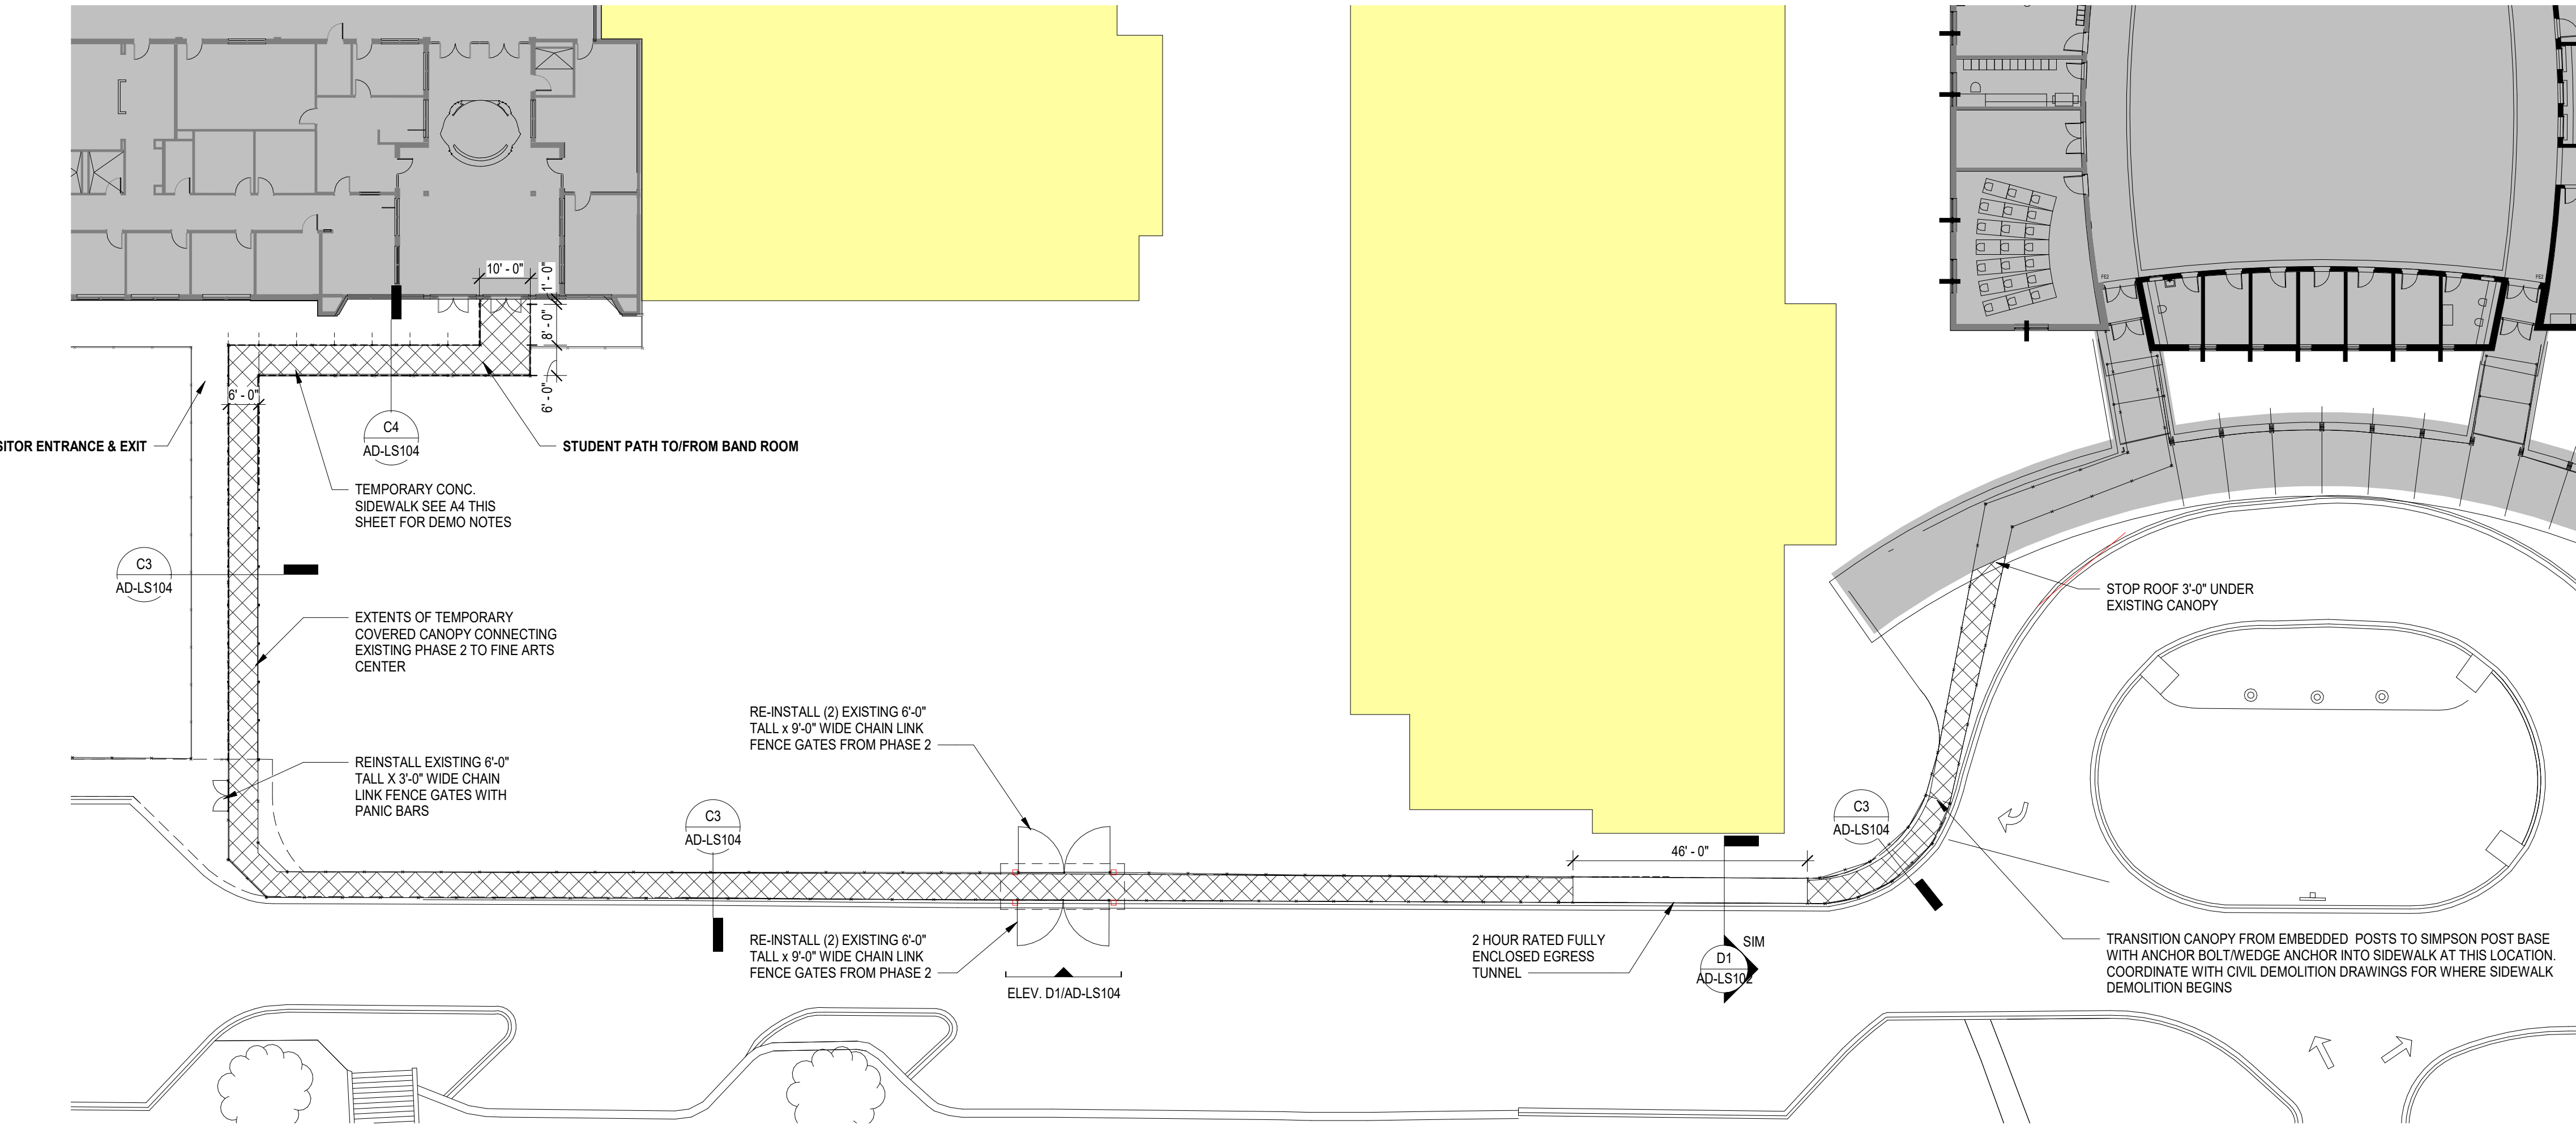 10' - 0"
1' - 0"
8' - 0"
6' - 0"
6' - 0"
FE2
FE2
SITOR ENTRANCE & EXIT
C4
AD-LS104
STUDENT PATH TO/FROM BAND ROOM
TEMPORARY CONC.
SIDEWALK SEE A4 THIS
SHEET FOR DEMO NOTES
C3
AD-LS104
EXTENTS OF TEMPORARY
COVERED CANOPY CONNECTING
EXISTING PHASE 2 TO FINE ARTS
CENTER
STOP ROOF 3'-0" UNDER
EXISTING CANOPY
RE-INSTALL (2) EXISTING 6'-0"
TALL x 9'-0" WIDE CHAIN LINK
FENCE GATES FROM PHASE 2
REINSTALL EXISTING 6'-0"
TALL X 3'-0" WIDE CHAIN
LINK FENCE GATES WITH
PANIC BARS
C3
AD-LS104
C3
AD-LS104
46' - 0"
RE-INSTALL (2) EXISTING 6'-0"
TALL x 9'-0" WIDE CHAIN LINK
FENCE GATES FROM PHASE 2
ELEV. D1/AD-LS104
2 HOUR RATED FULLY
ENCLOSED EGRESS
TUNNEL
SIM
D1
AD-LS102
TRANSITION CANOPY FROM EMBEDDED POSTS TO SIMPSON POST BASE
WITH ANCHOR BOLT/WEDGE ANCHOR INTO SIDEWALK AT THIS LOCATION.
COORDINATE WITH CIVIL DEMOLITION DRAWINGS FOR WHERE SIDEWALK
DEMOLITION BEGINS